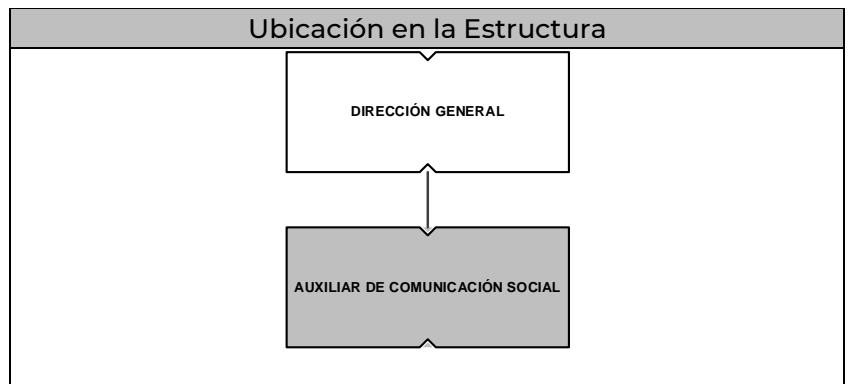 Ubicación en la Estructura
DIRECCIÓN GENERAL
AUXILIAR DE COMUNICACIÓN SOCIAL